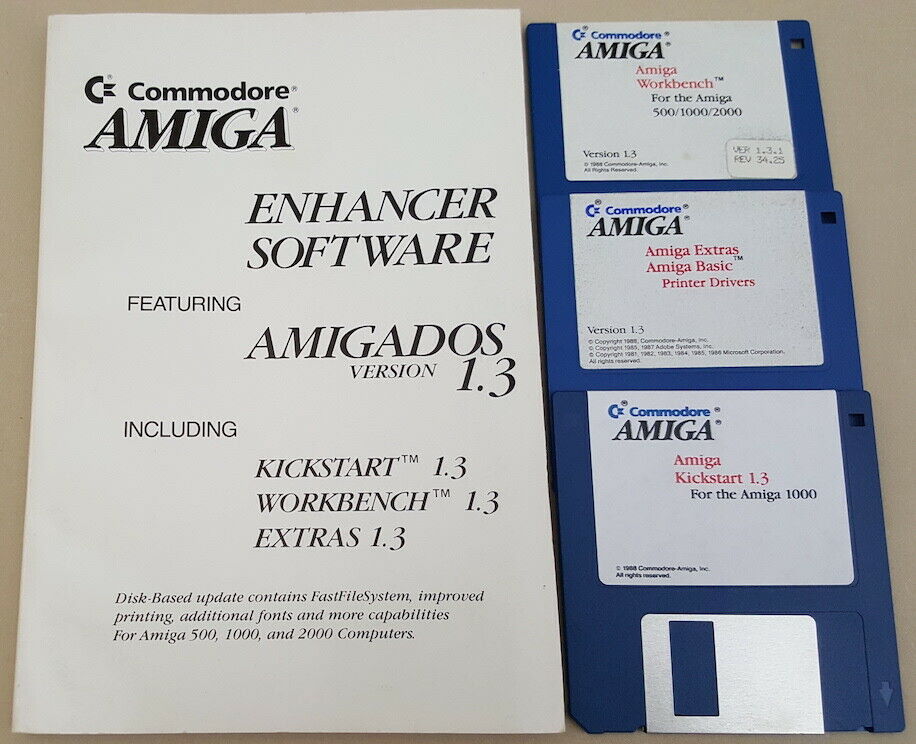 Commodore®
AMIGA®
ENHANCER
SOFTWARE
FEATURING
AMIGADOS
VERSION 1.3
INCLUDING
KICKSTART™ 1.3
WORKBENCH™ 1.3
EXTRAS 1.3
Disk-Based update contains FastFileSystem, improved
printing, additional fonts and more capabilities
For Amiga 500, 1000, and 2000 Computers.
Commodore®
AMIGA®
Amiga
Workbench™
For the Amiga
500/1000/2000
Version 1.3
© 1988 Commodore-Amiga, Inc.
All Rights Reserved.
VER 1.3.1
REV 34.25
Commodore®
AMIGA®
Amiga Extras
Amiga Basic™
Printer Drivers
Version 1.3
© Copyright 1988, Commodore-Amiga, Inc.
© Copyright 1985, 1987 Adobe Systems, Inc.
© Copyright 1981, 1982, 1983, 1984, 1985, 1986 Microsoft Corporation.
All rights reserved.
Commodore®
AMIGA®
Amiga
Kickstart 1.3
For the Amiga 1000
© 1988 Commodore-Amiga, Inc.
All rights reserved.